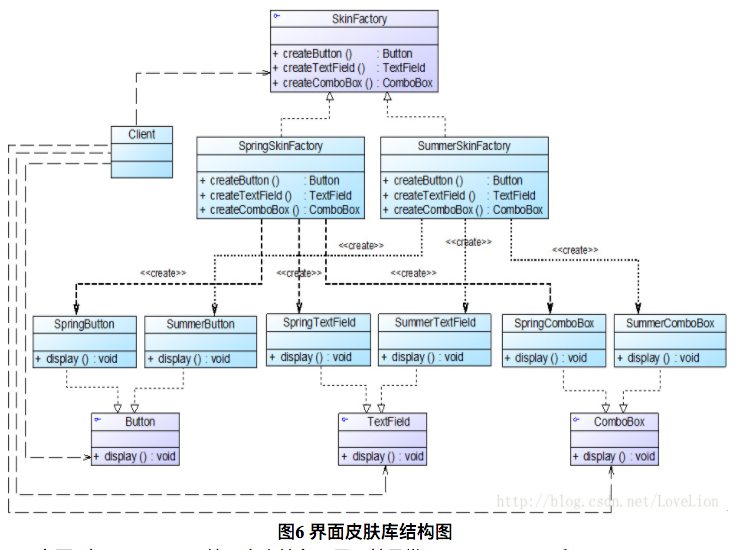 SkinFactory
+ createButton () : Button
+ createTextField () : TextField
+ createComboBox () : ComboBox
Client
SpringSkinFactory
+ createButton () : Button
+ createTextField () : TextField
+ createComboBox () : ComboBox
SummerSkinFactory
+ createButton () : Button
+ createTextField () : TextField
+ createComboBox () : ComboBox
<<create>>
<<create>>
<<create>>
<<create>>
<<create>>
<<create>>
SpringButton
+ display () : void
SummerButton
+ display () : void
SpringTextField
+ display () : void
SummerTextField
+ display () : void
SpringComboBox
+ display () : void
SummerComboBox
+ display () : void
Button
+ display () : void
TextField
+ display () : void
ComboBox
+ display () : void
http://blog.csdn.net/LoveLion
图6 界面皮肤库结构图